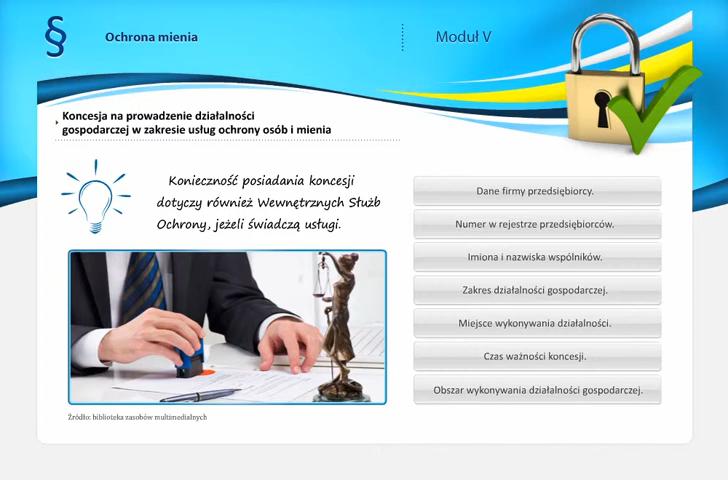 §
Ochrona mienia
Moduł V
Koncesja na prowadzenie działalności
gospodarczej w zakresie usług ochrony osób i mienia
Konieczność posiadania koncesji
dotyczy również Wewnętrznych Służb
Ochrony, jeżeli świadczą usługi.
Źródło: biblioteka zasobów multimedialnych
Dane firmy przedsiębiorcy.
Numer w rejestrze przedsiębiorców.
Imiona i nazwiska wspólników.
Zakres działalności gospodarczej.
Miejsce wykonywania działalności.
Czas ważności koncesji.
Obszar wykonywania działalności gospodarczej.